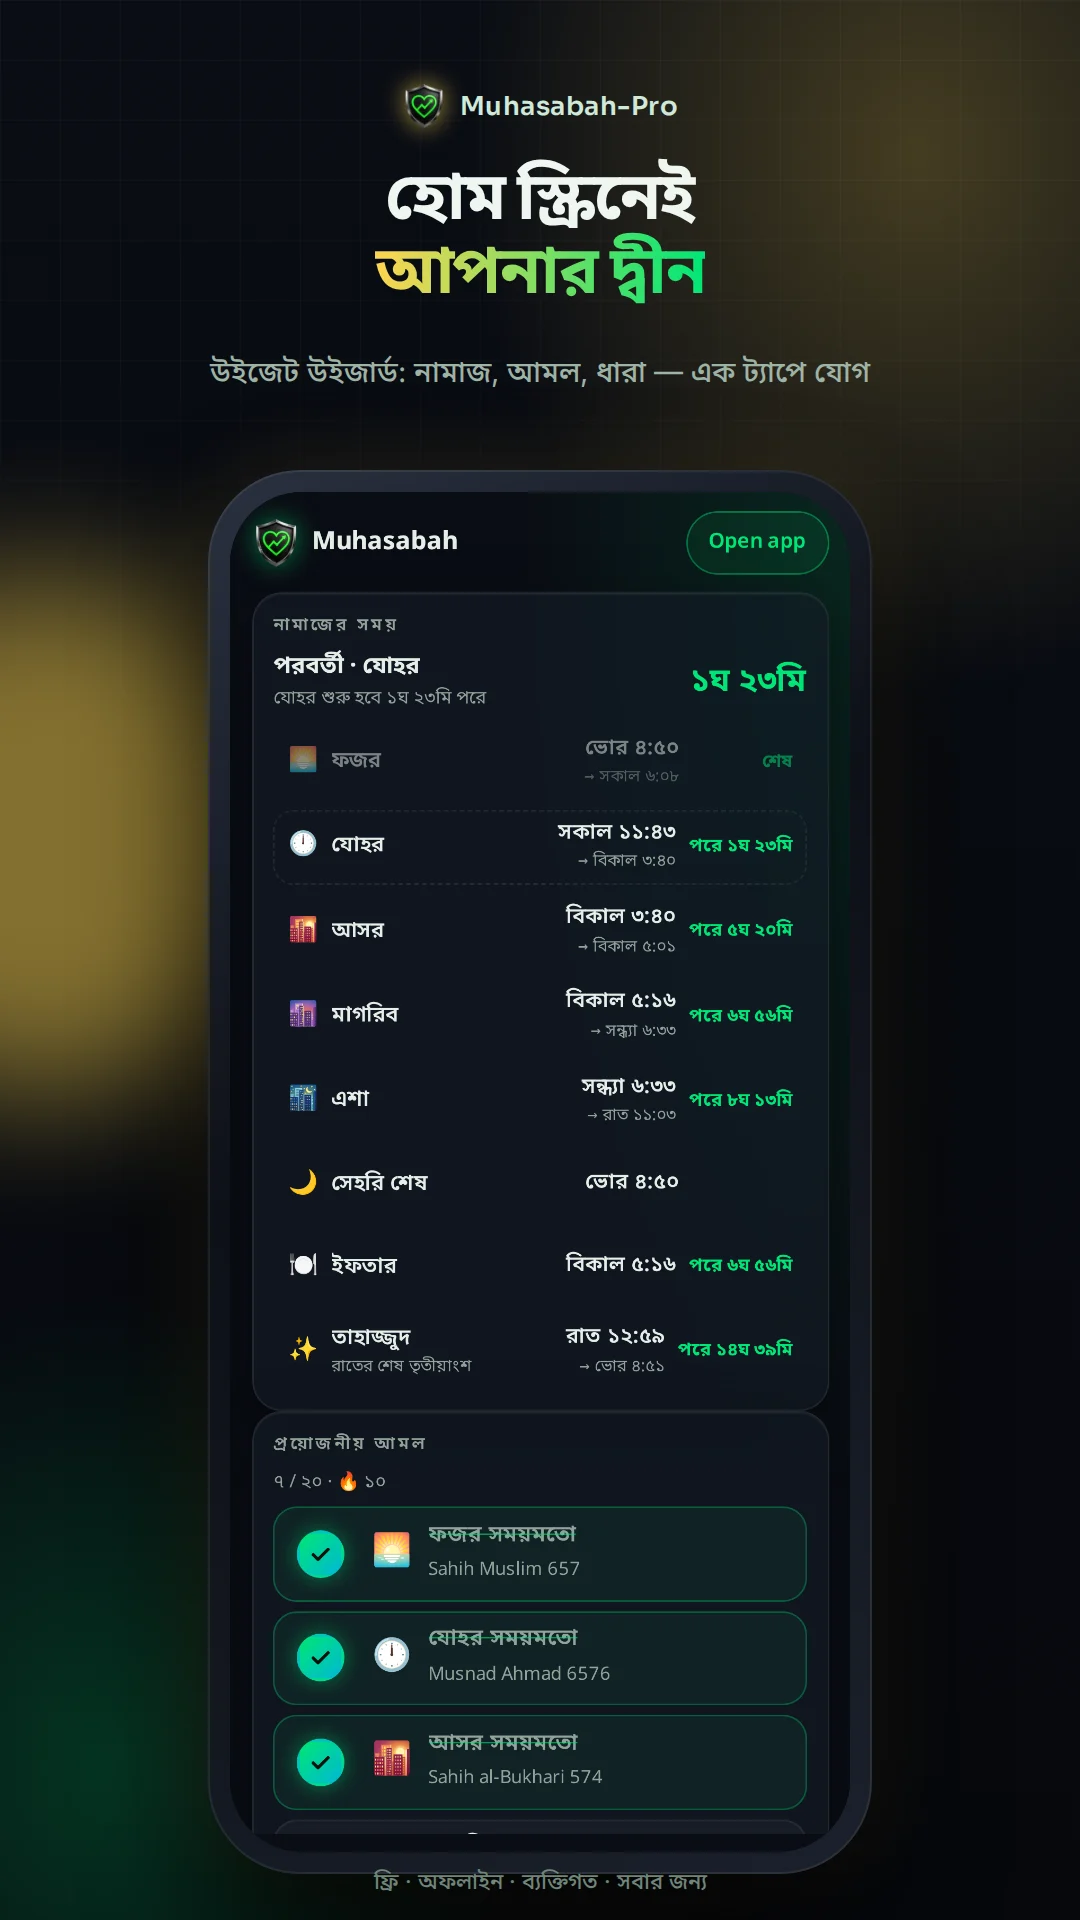 Muhasabah-Pro
হোম স্ক্রিনেই
আপনার দ্বীন
উইজেট উইজার্ড: নামাজ, আমল, ধারা — এক ট্যাপে যোগ
Muhasabah
Open app
নামাজের সময়
পরবর্তী · যোহর
১ঘ ২৩মি
যোহর শুরু হবে ১ঘ ২৩মি পরে
ফজর
ভোর ৪:৫০
→ সকাল ৬:০৮
শেষ
যোহর
সকাল ১১:৪৩
→ বিকাল ৩:৪০
পরে ১ঘ ২৩মি
আসর
বিকাল ৩:৪০
→ বিকাল ৫:০১
পরে ৫ঘ ২০মি
মাগরিব
বিকাল ৫:১৬
→ সন্ধ্যা ৬:৩৩
পরে ৬ঘ ৫৬মি
এশা
সন্ধ্যা ৬:৩৩
→ রাত ১১:০৩
পরে ৮ঘ ১৩মি
সেহরি শেষ
ভোর ৪:৫০
ইফতার
বিকাল ৫:১৬
পরে ৬ঘ ৫৬মি
তাহাজ্জুদ
রাতের শেষ তৃতীয়াংশ
রাত ১২:৫৯
→ ভোর ৪:৫১
পরে ১৪ঘ ৩৯মি
প্রয়োজনীয় আমল
৭ / ২০ · 🔥 ১০
ফজর সময়মতো
Sahih Muslim 657
যোহর সময়মতো
Musnad Ahmad 6576
আসর সময়মতো
Sahih al-Bukhari 574
ফ্রি · অফলাইন · ব্যক্তিগত · সবার জন্য